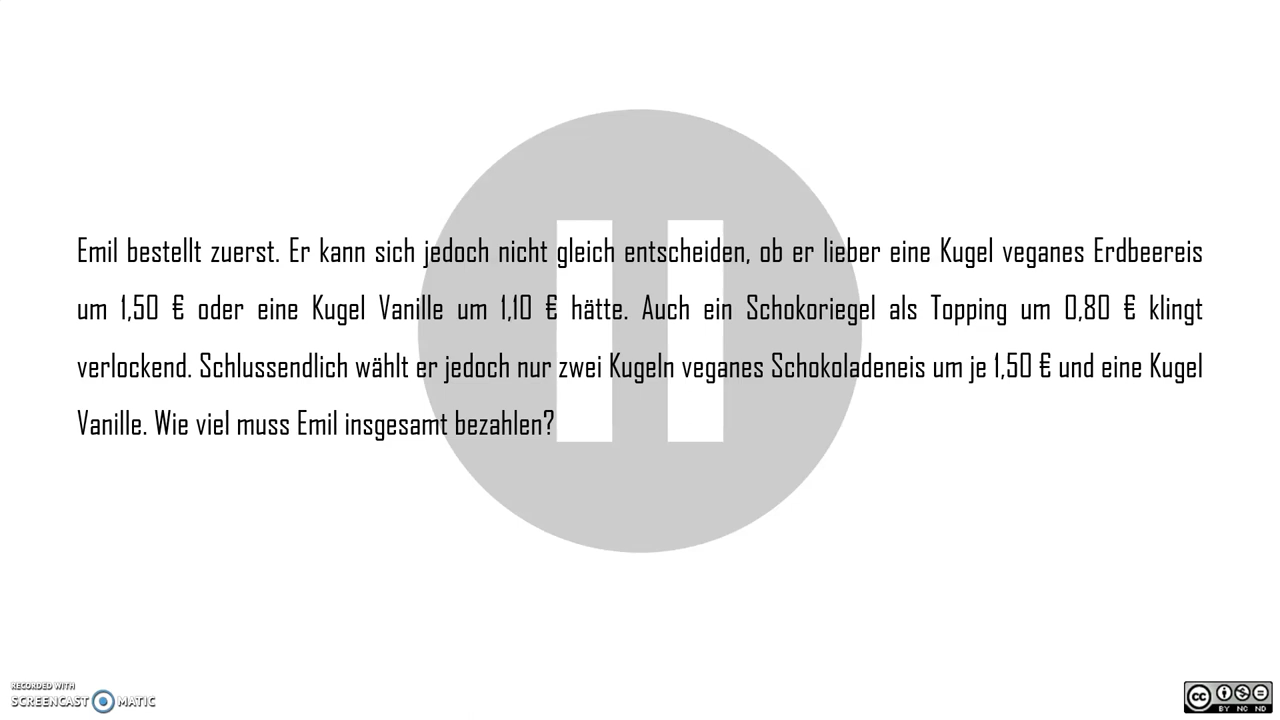 Emil bestellt zuerst. Er kann sich jedoch nicht gleich entscheiden, ob er lieber eine Kugel veganes Erdbeereis
um 1,50 € oder eine Kugel Vanille um 1,10 € hätte. Auch ein Schokoriegel als Topping um 0,80 € klingt
verlockend. Schlussendlich wählt er jedoch nur zwei Kugeln veganes Schokoladeneis um je 1,50 € und eine Kugel
Vanille. Wie viel muss Emil insgesamt bezahlen?
RECORDED WITH
SCREENCAST MATIC
cc
BY NC ND